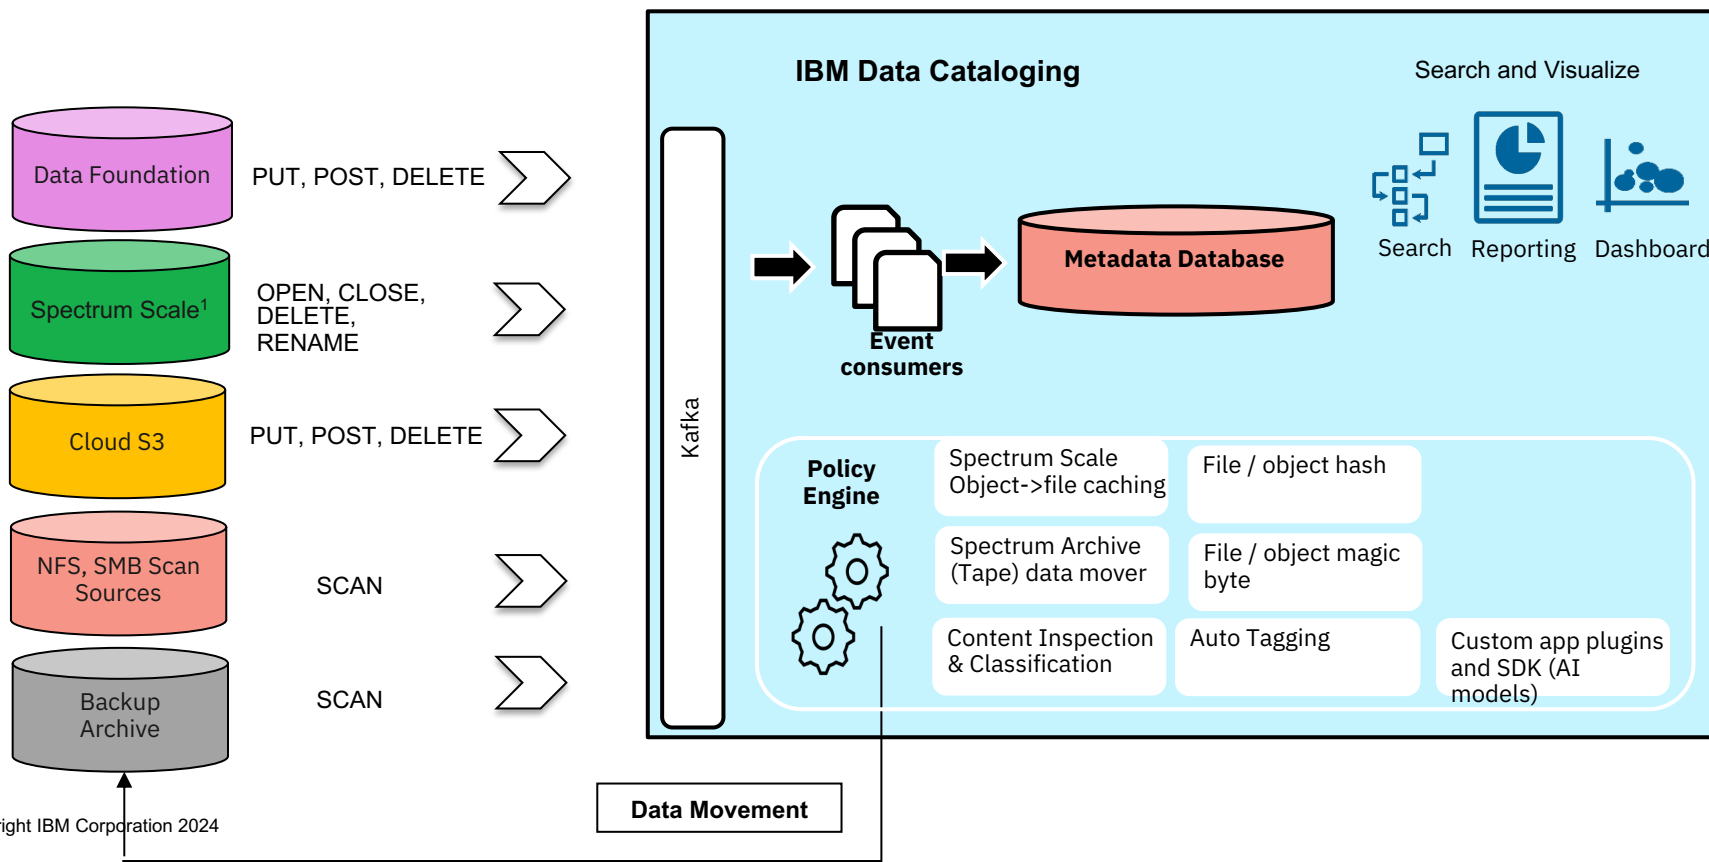 IBM Data Cataloging
Search and Visualize
Data Foundation
PUT, POST, DELETE
Search
Reporting
Dashboard
Metadata Database
Spectrum Scale¹
OPEN, CLOSE,
DELETE,
RENAME
Event
consumers
Cloud S3
PUT, POST, DELETE
Kafka
Policy
Engine
Spectrum Scale
Object->file caching
File / object hash
NFS, SMB Scan
Sources
SCAN
Spectrum Archive
(Tape) data mover
File / object magic
byte
Content Inspection
& Classification
Auto Tagging
Custom app plugins
and SDK (AI
models)
Backup
Archive
SCAN
Data Movement
right IBM Corporation 2024